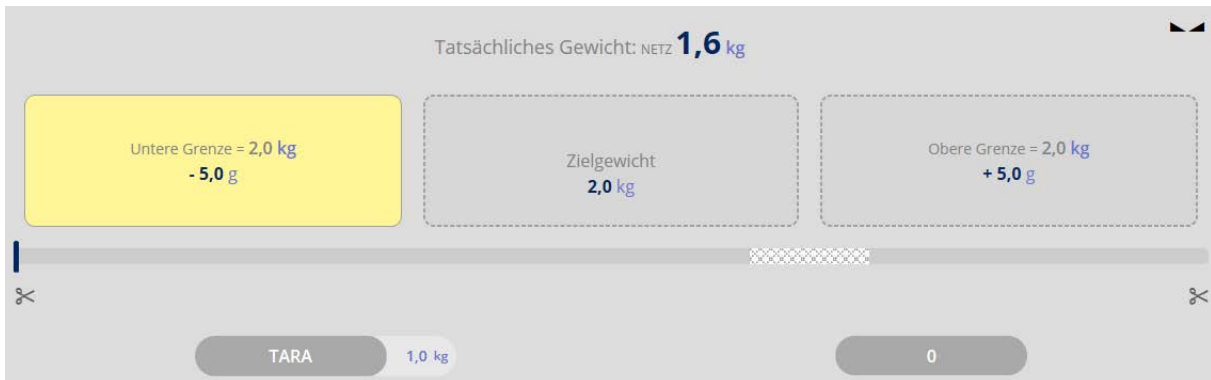 Tatsächliches Gewicht: NETZ 1,6 kg
Untere Grenze = 2,0 kg
- 5,0 g
Zielgewicht
2,0 kg
Obere Grenze = 2,0 kg
+ 5,0 g
TARA 1,0 kg
0